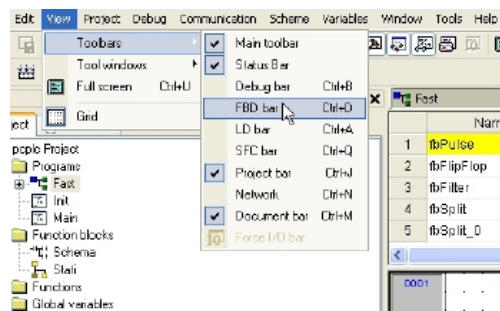 Edit View Project Debug Communication Scheme Variables Window Tools Help
Toolbars
Tool windows
Full screen Ctrl+U
Grid
Main toolbar
Status Bar
Debug bar Ctrl+B
FBD bar Ctrl+D
LD bar Ctrl+A
SFC bar Ctrl+Q
Project bar Ctrl+J
Network Ctrl+N
Document bar Ctrl+M
Force I/O bar
Project
Programs
Fast
Init
Main
Function blocks
Schema
Stati
Functions
Global variables
Fast
1 fbPulse
2 fbFlipFlop
3 fbFilter
4 fbSplit
5 fbSplit_0
0001